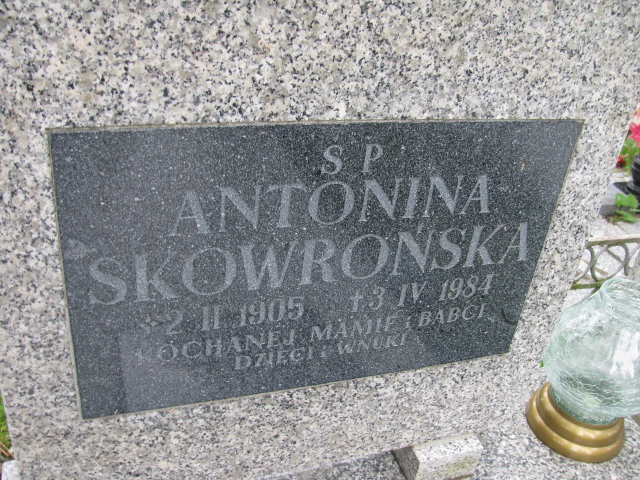 S P
ANTONINA
SKOWROŃSKA
* 2 II 1905 † 3 IV 1984
KOCHANEJ MAMIE i BABCI
DZIECI i WNUKI